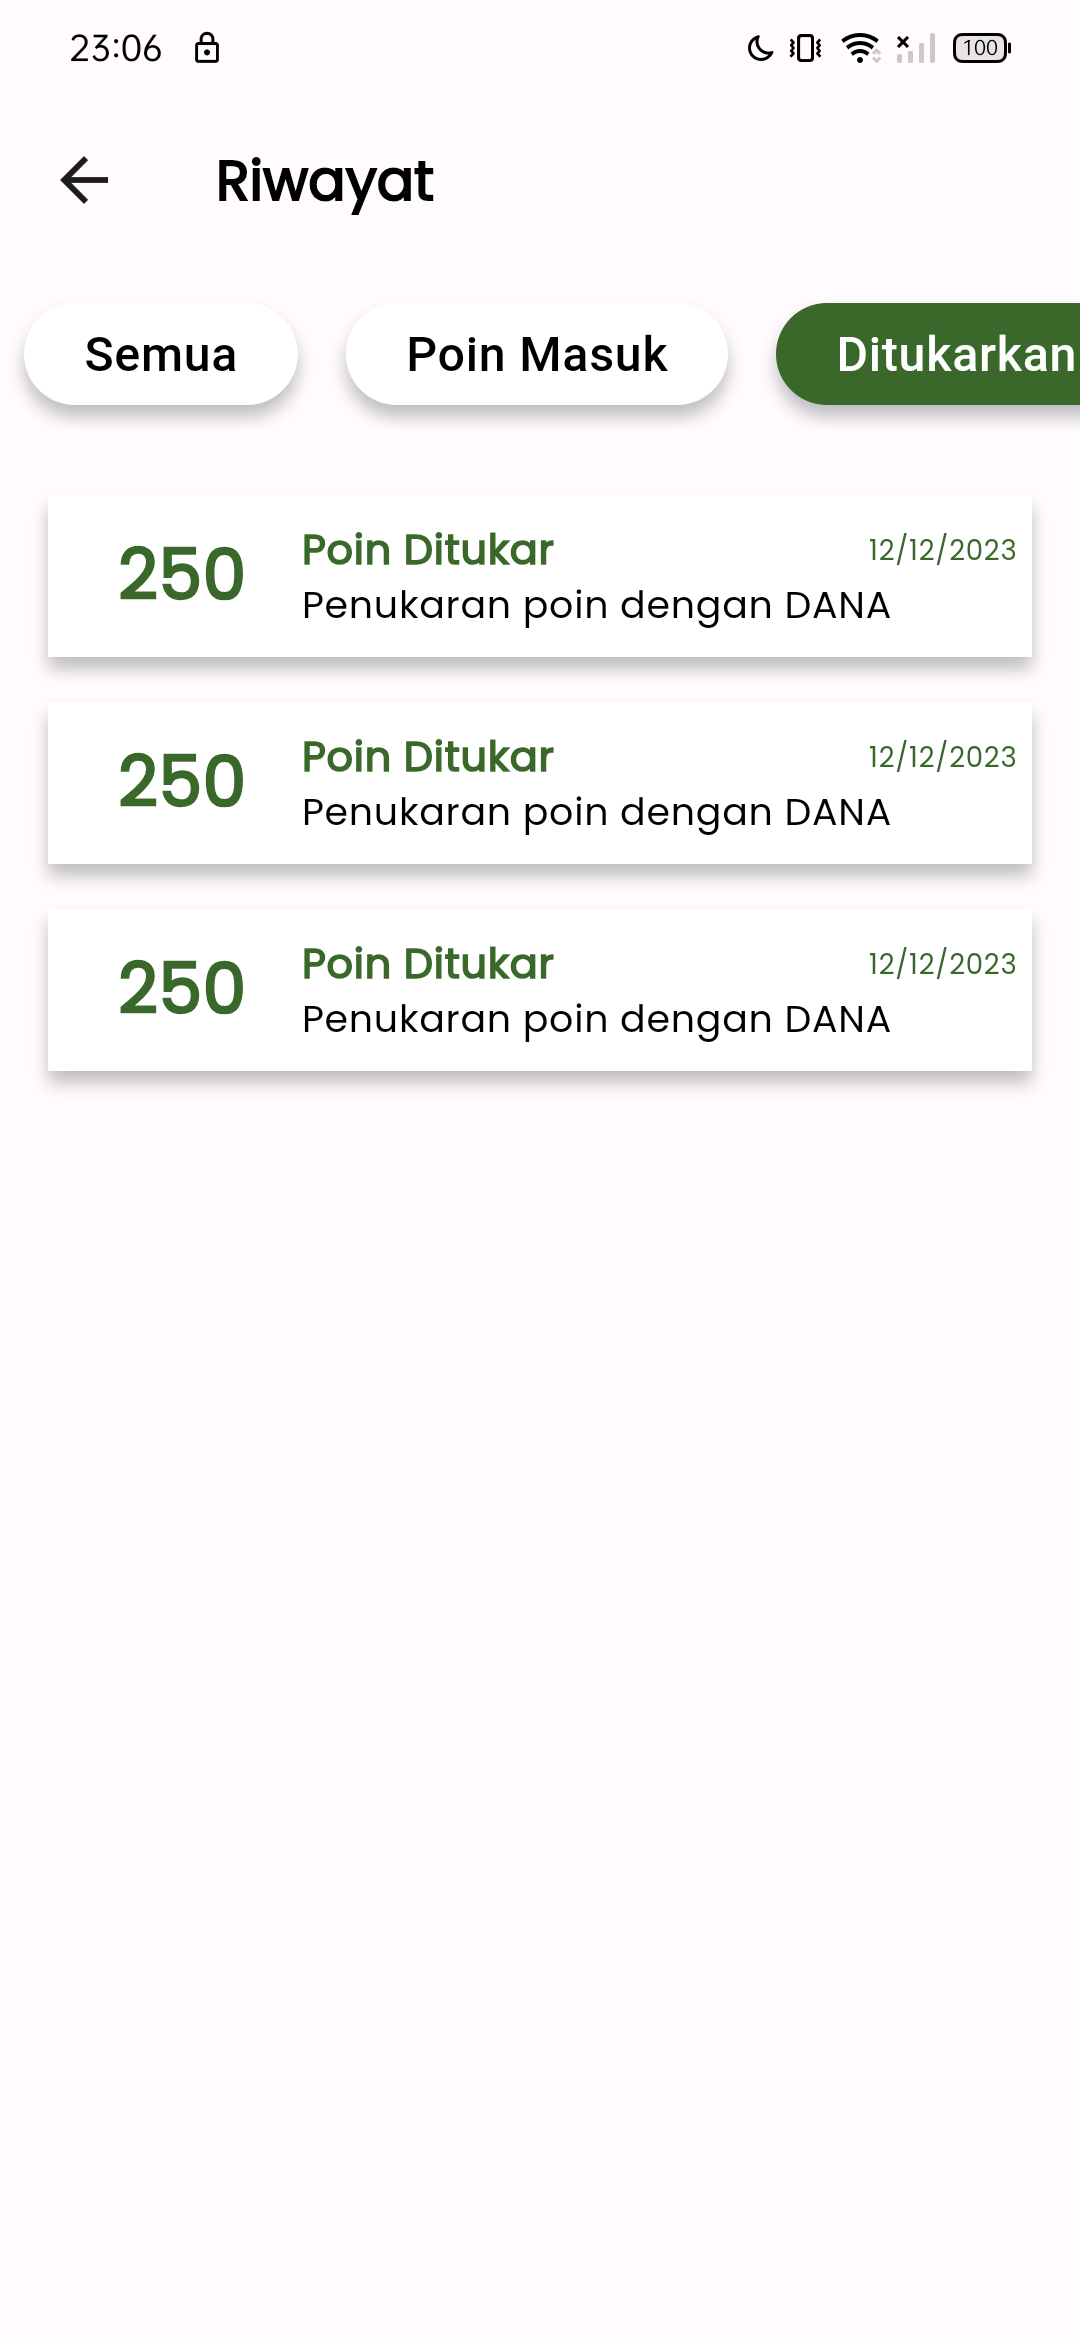 23:06
100
Riwayat
Semua
Poin Masuk
Ditukarkan
250
Poin Ditukar
12/12/2023
Penukaran poin dengan DANA
250
Poin Ditukar
12/12/2023
Penukaran poin dengan DANA
250
Poin Ditukar
12/12/2023
Penukaran poin dengan DANA